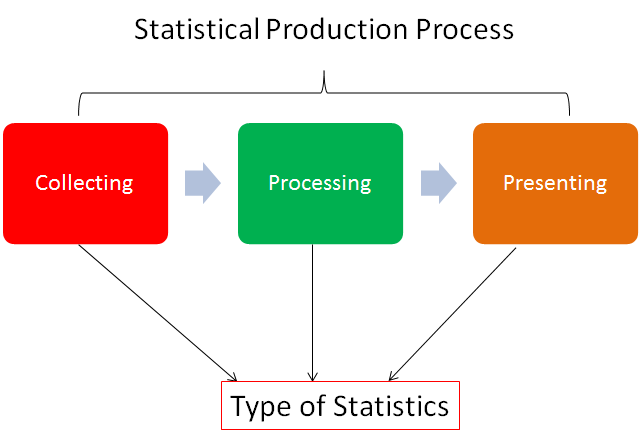 Statistical Production Process
Collecting
Processing
Presenting
Type of Statistics